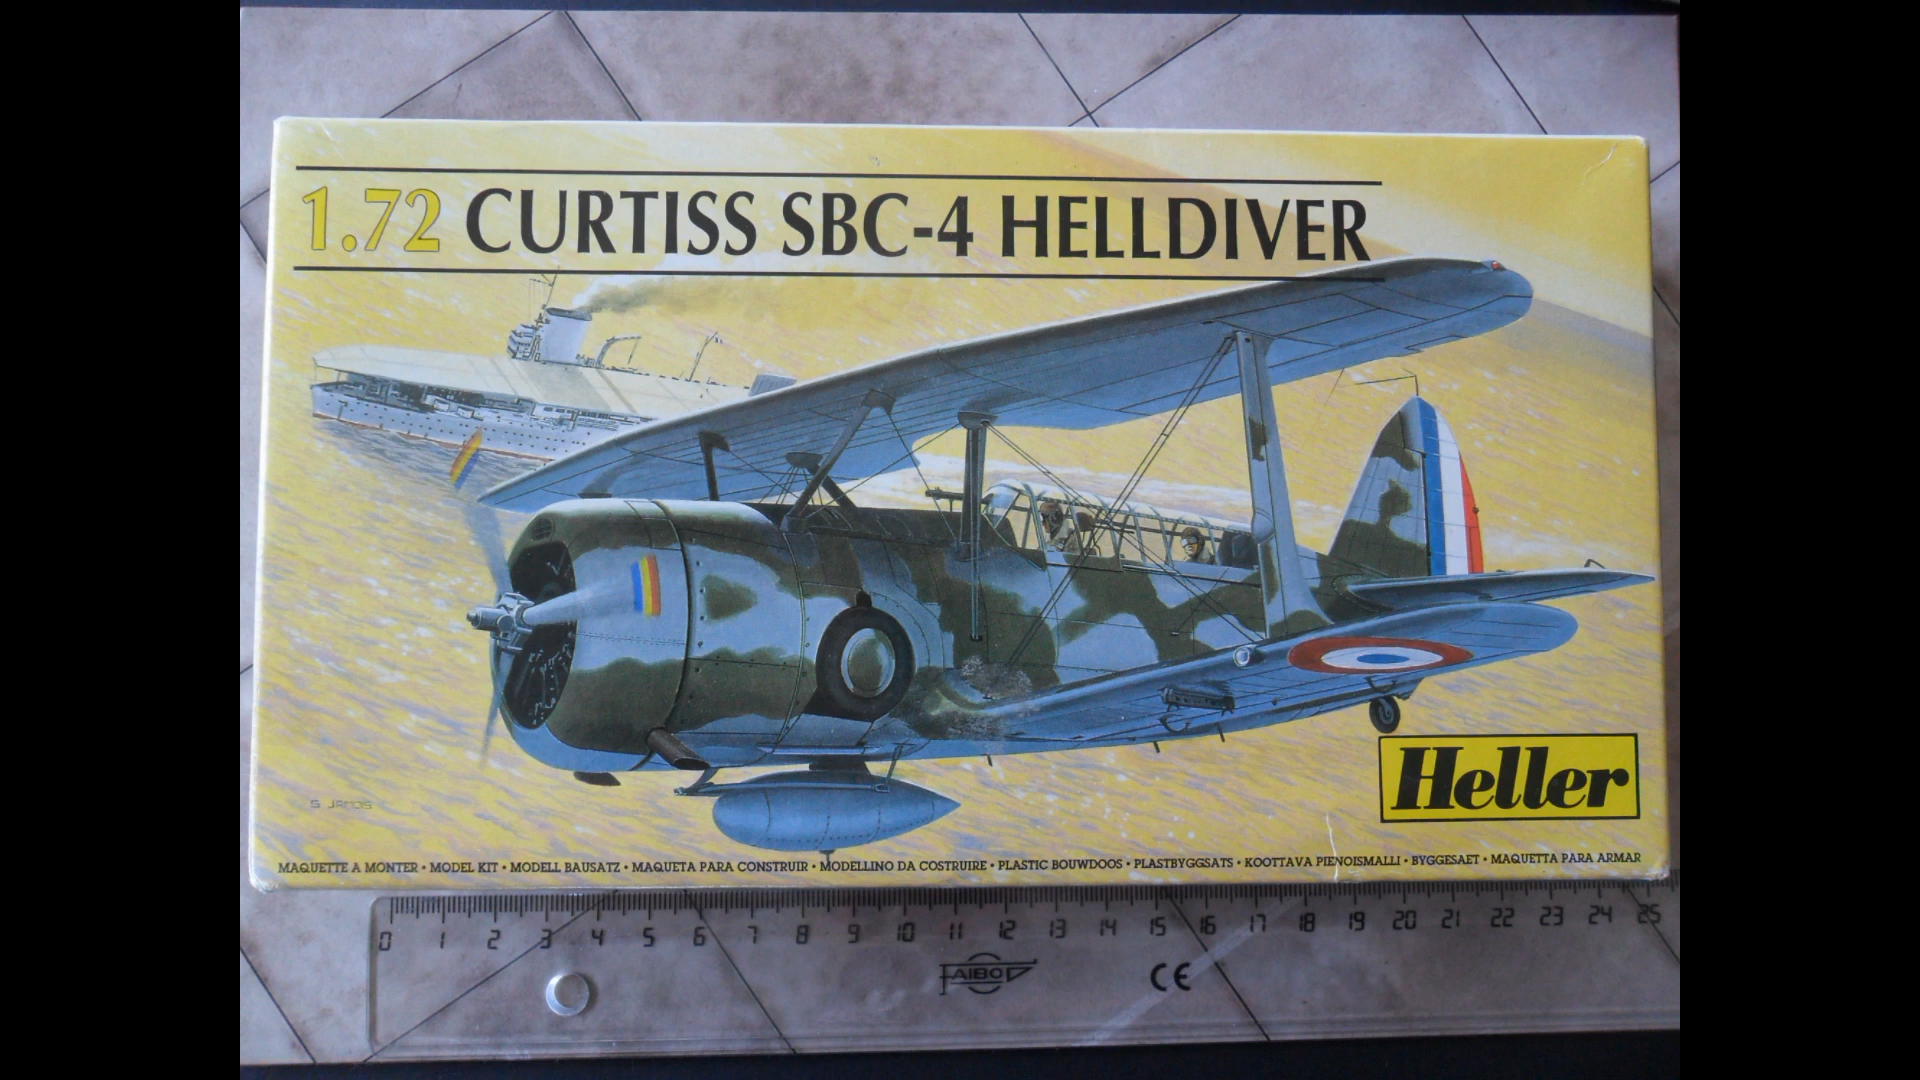 1.72 CURTISS SBC-4 HELLDIVER
Heller
S JAMOIS
MAQUETTE A MONTER • MODEL KIT • MODELL BAUSATZ • MAQUETA PARA CONSTRUIR • MODELLINO DA COSTRUIRE • PLASTIC BOUWDOOS • PLASTBYGGSATS • KOOTTAVA PIENOISMALLI • BYGGESAET • MAQUETTA PARA ARMAR
0 1 2 3 4 5 6 7 8 9 10 11 12 13 14 15 16 17 18 19 20 21 22 23 24 25
FAIBO CE